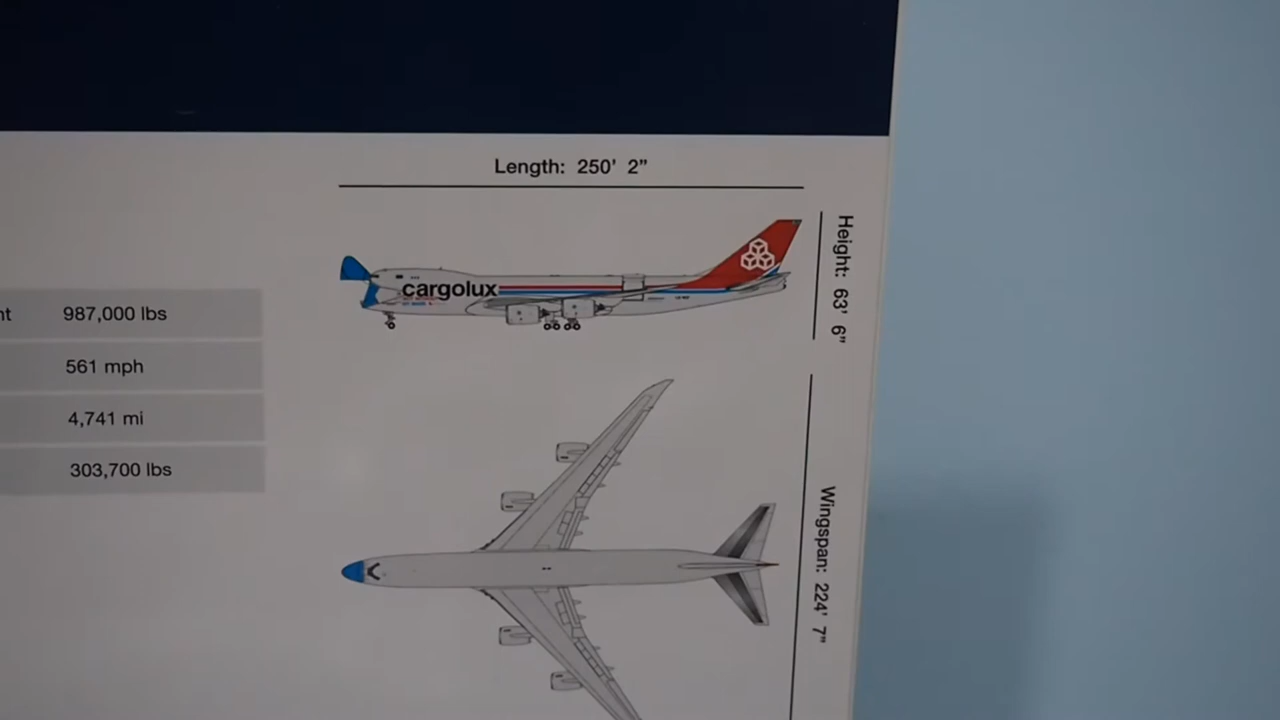 Length: 250' 2"
Height: 63' 6"
cargolux
nt 987,000 lbs
561 mph
4,741 mi
303,700 lbs
Wingspan: 224' 7"